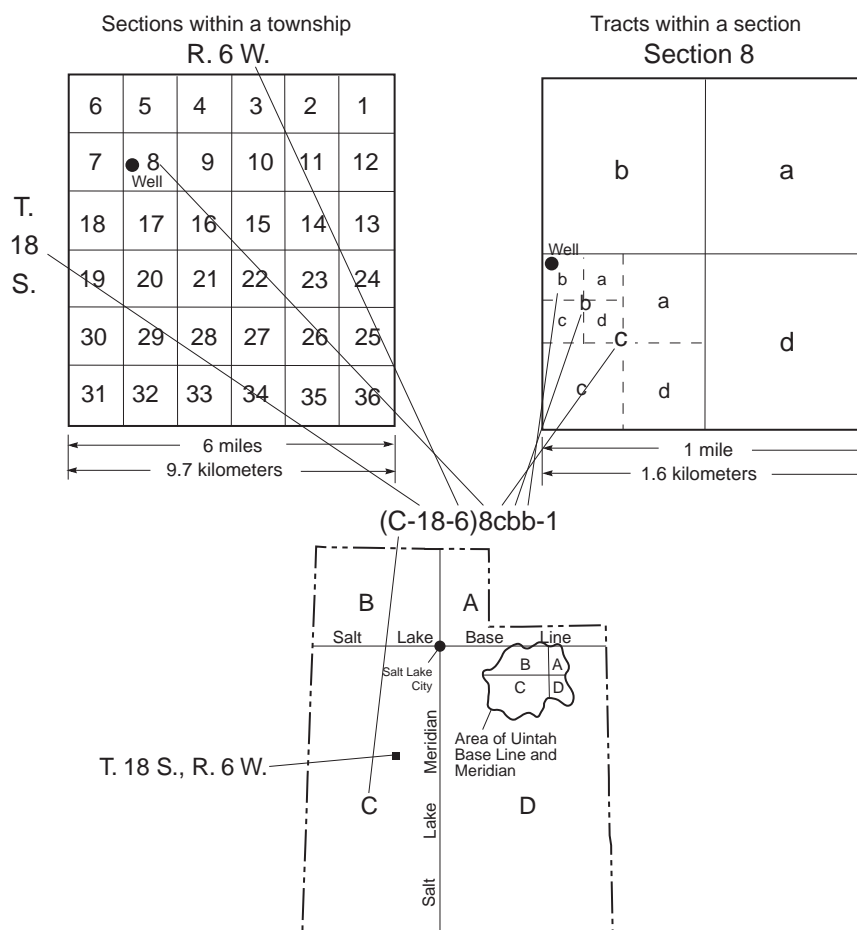 Sections within a township
R. 6 W.
6 5 4 3 2 1
7 8 9 10 11 12
Well
18 17 16 15 14 13
19 20 21 22 23 24
30 29 28 27 26 25
31 32 33 34 35 36
T.
18
S.
6 miles
9.7 kilometers
Tracts within a section
Section 8
b a
Well
b a
b
c d
a
c
c d
d
1 mile
1.6 kilometers
(C-18-6)8cbb-1
B A
Salt Lake Base Line
Salt Lake
City
B A
C D
Area of Uintah
Base Line and
Meridian
T. 18 S., R. 6 W.
C D
Salt Lake Meridian